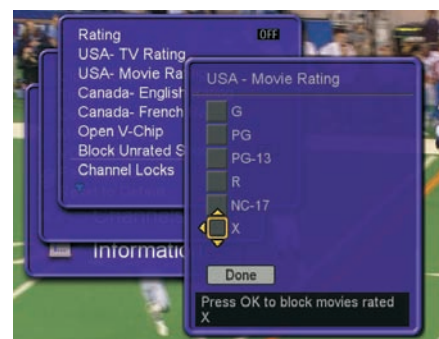 Rating OFF
USA- TV Rating
USA- Movie Ra
Canada- English
Canada- French
Open V-Chip
Block Unrated S
Channel Locks
Informatio
USA - Movie Rating
G
PG
PG-13
R
NC-17
X
Done
Press OK to block movies rated
X